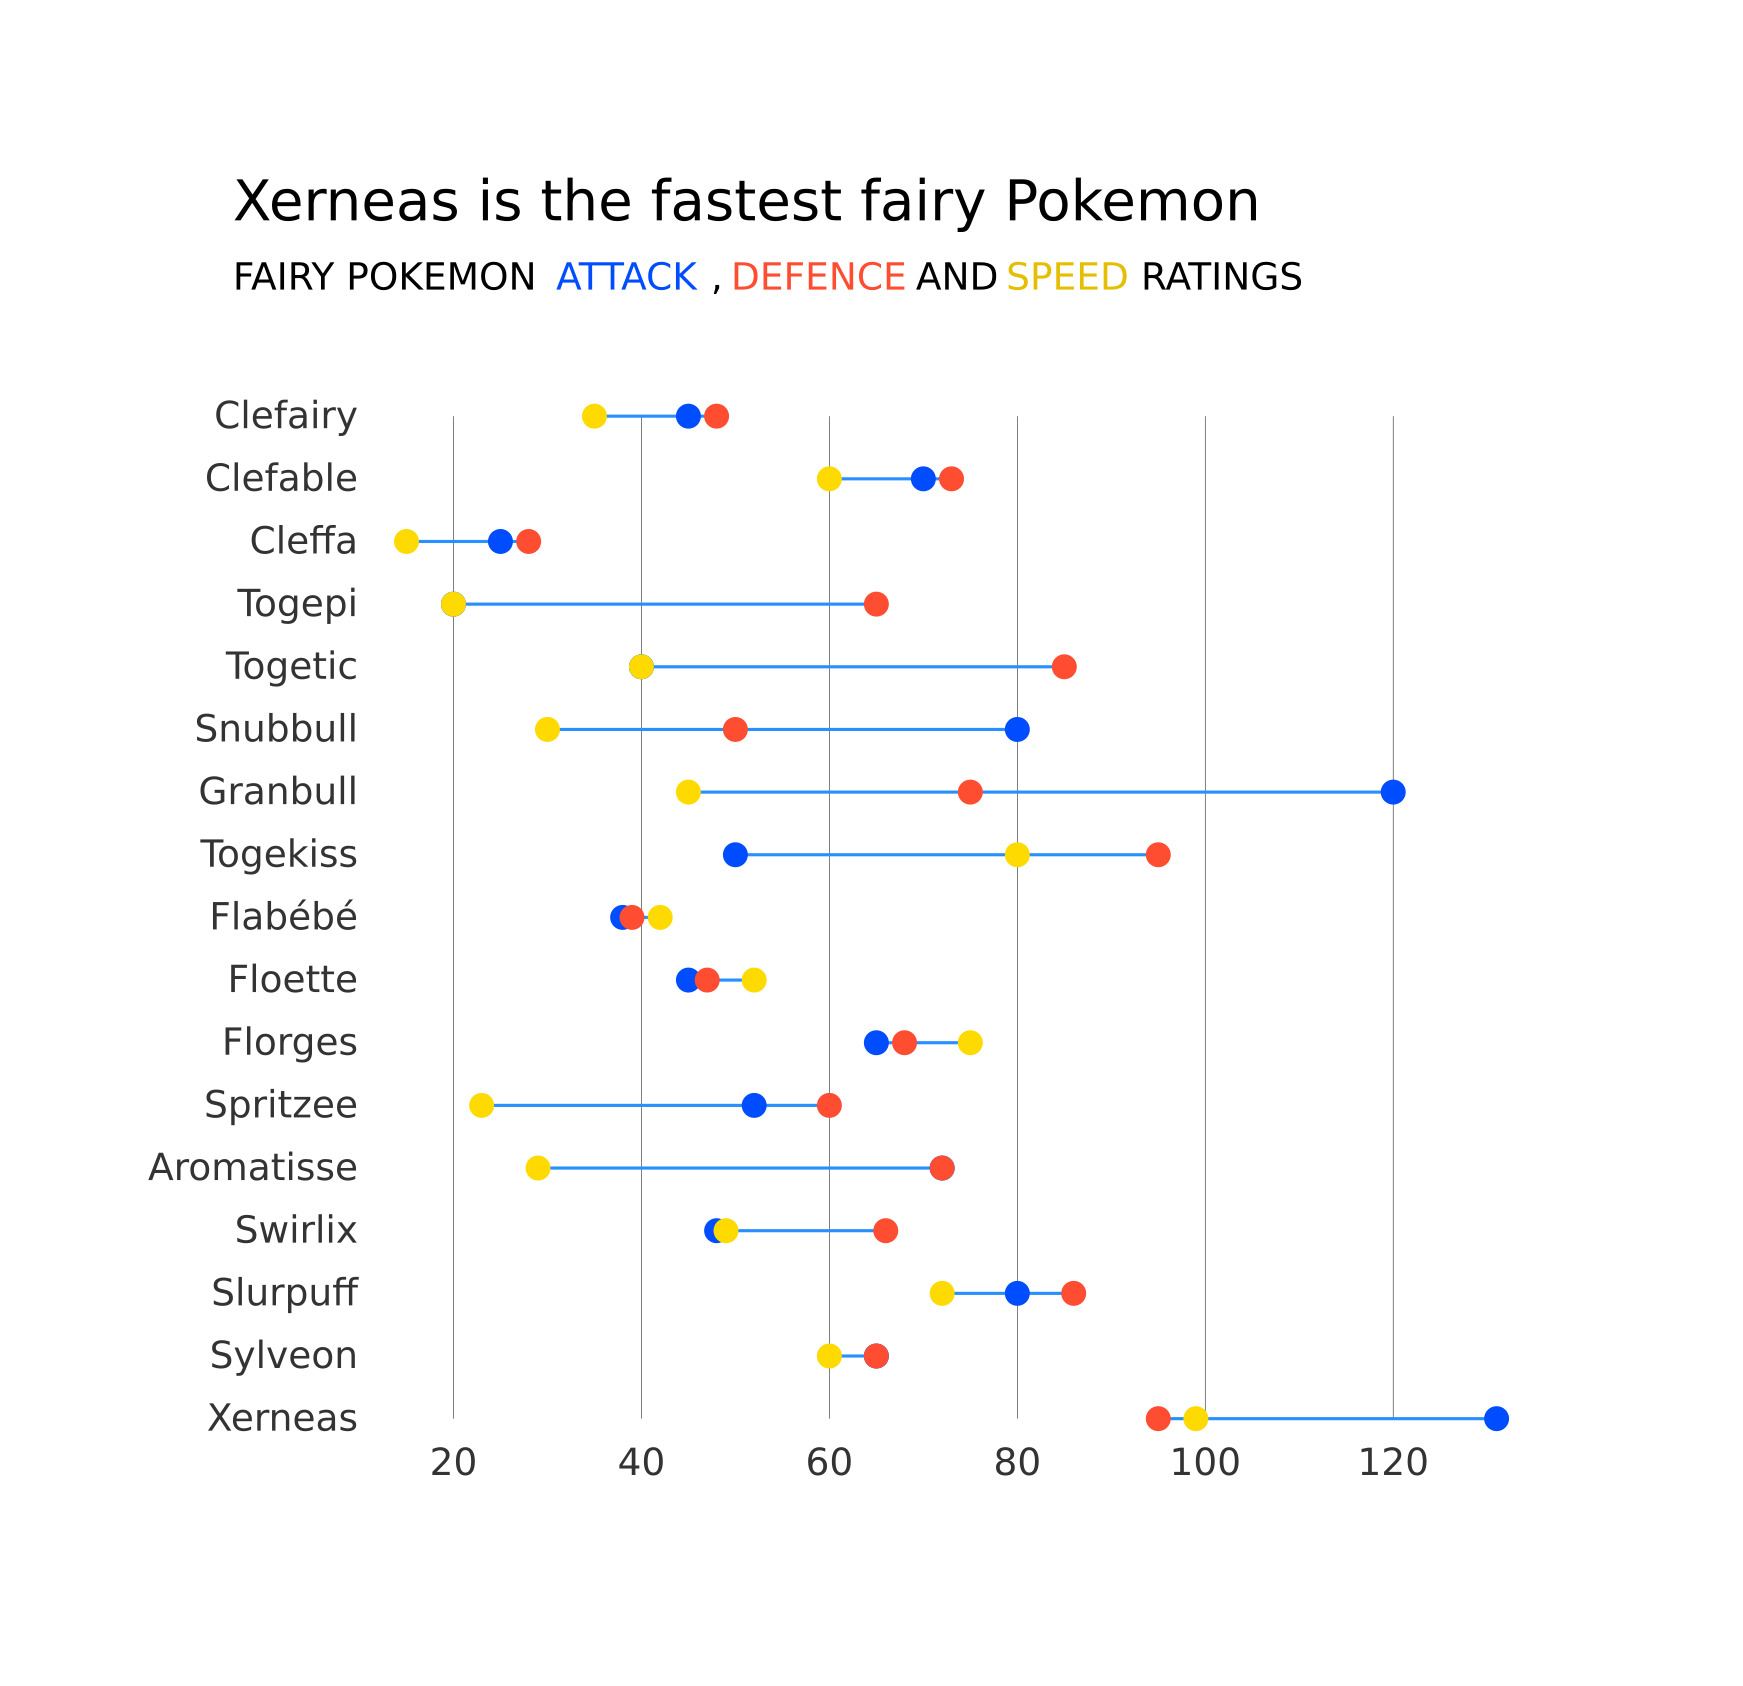 Xerneas is the fastest fairy Pokemon
FAIRY POKEMON ATTACK , DEFENCE AND SPEED RATINGS
Clefairy
Clefable
Cleffa
Togepi
Togetic
Snubbull
Granbull
Togekiss
Flabébé
Floette
Florges
Spritzee
Aromatisse
Swirlix
Slurpuff
Sylveon
Xerneas
20 40 60 80 100 120